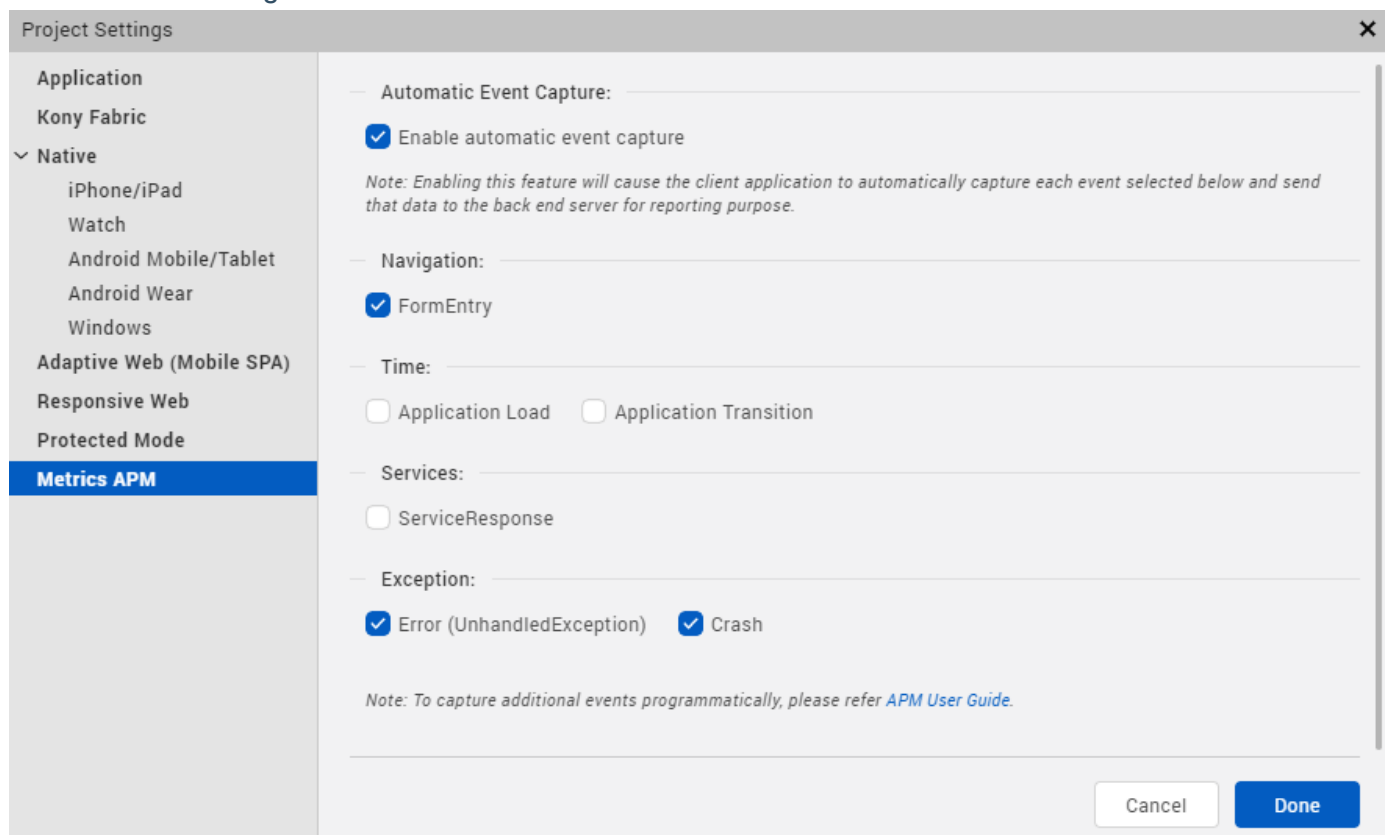 Project Settings
Application
Kony Fabric
Native
iPhone/iPad
Watch
Android Mobile/Tablet
Android Wear
Windows
Adaptive Web (Mobile SPA)
Responsive Web
Protected Mode
Metrics APM
Automatic Event Capture:
Enable automatic event capture
Note: Enabling this feature will cause the client application to automatically capture each event selected below and send
that data to the back end server for reporting purpose.
Navigation:
FormEntry
Time:
Application Load Application Transition
Services:
ServiceResponse
Exception:
Error (UnhandledException) Crash
Note: To capture additional events programmatically, please refer APM User Guide.
Cancel Done